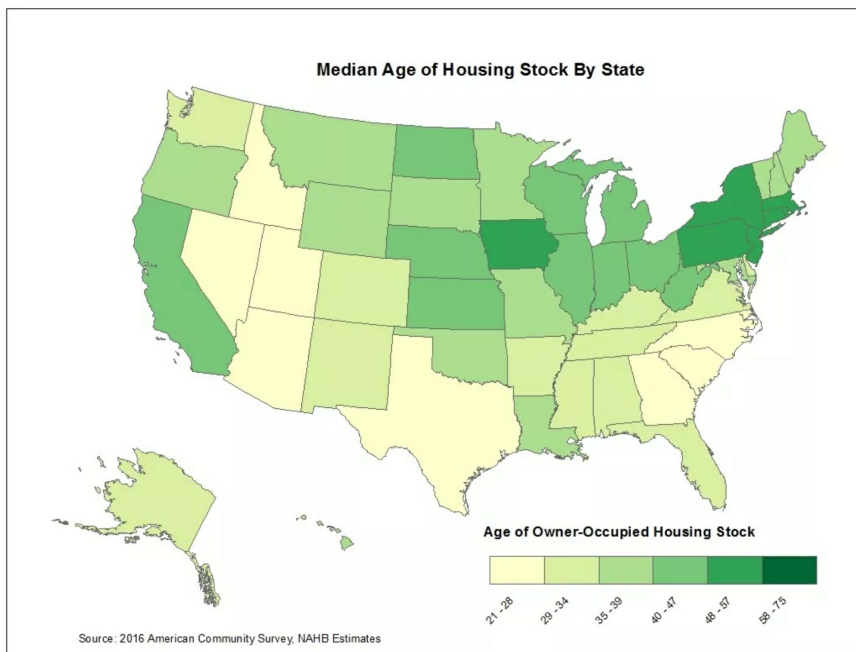 Median Age of Housing Stock By State
Age of Owner-Occupied Housing Stock
21 - 28
29 - 34
35 - 39
40 - 47
48 - 57
58 - 75
Source: 2016 American Community Survey, NAHB Estimates